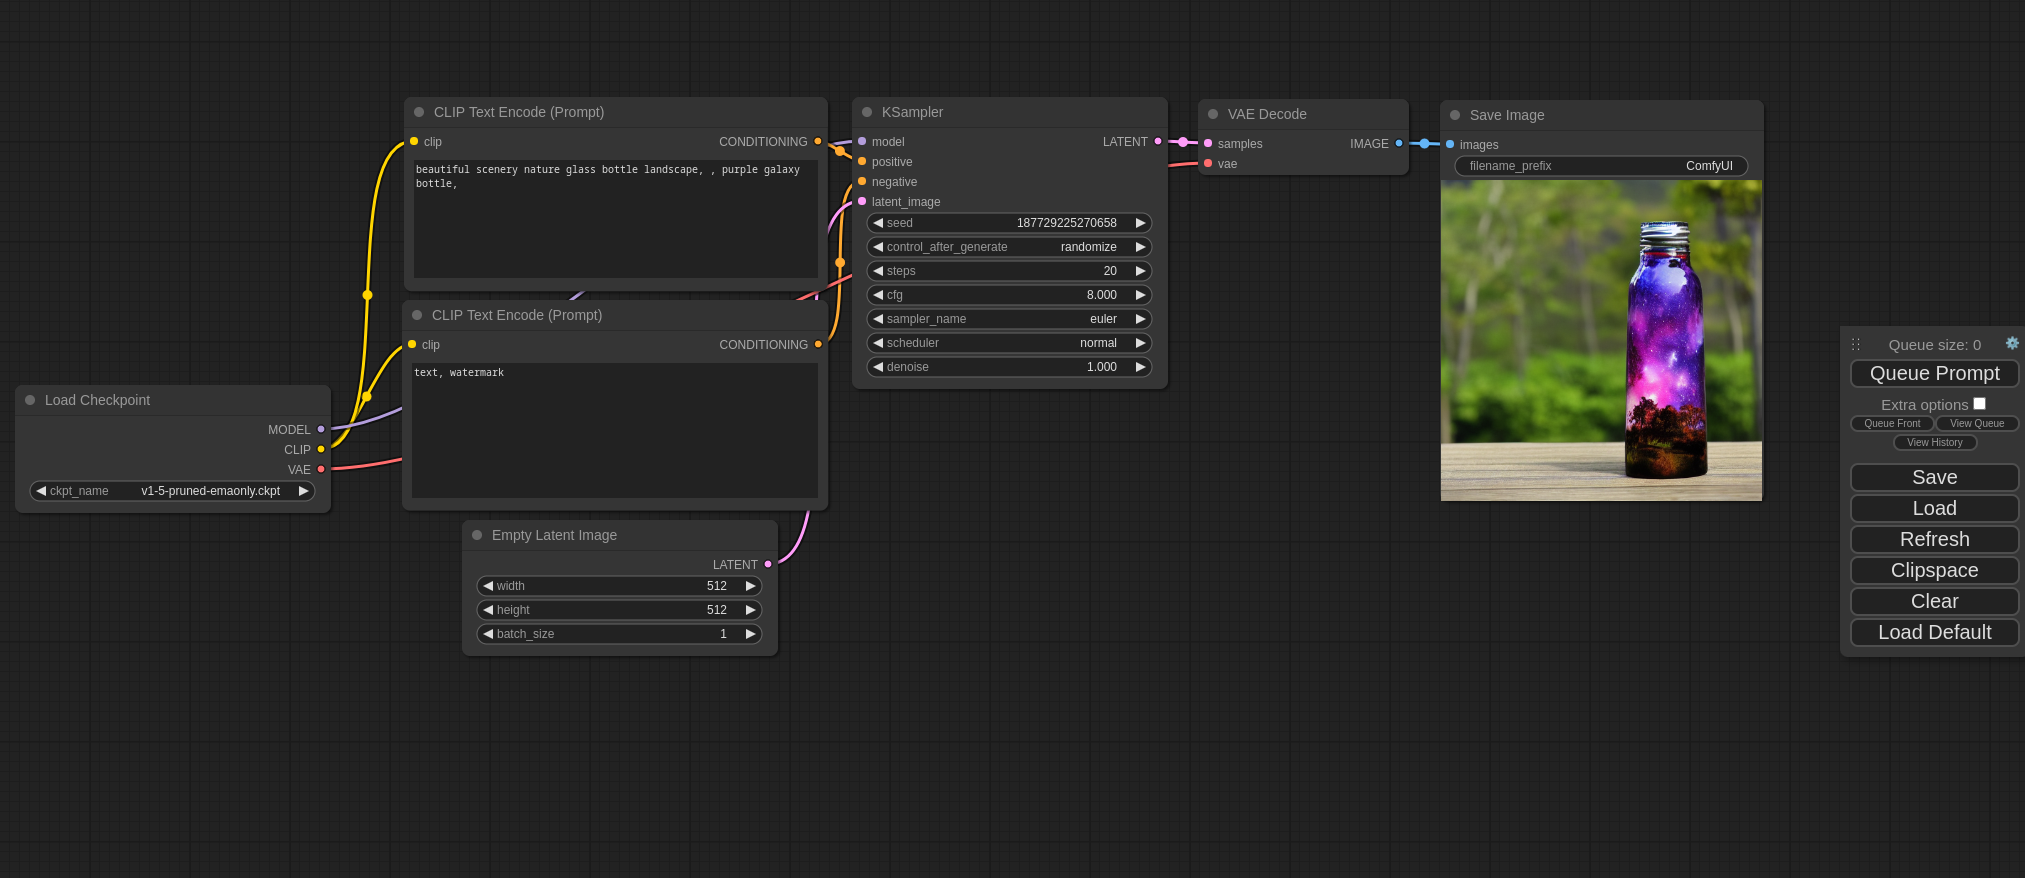 CLIP Text Encode (Prompt)
clip
CONDITIONING
beautiful scenery nature glass bottle landscape, , purple galaxy
bottle,
CLIP Text Encode (Prompt)
clip
CONDITIONING
text, watermark
Load Checkpoint
MODEL
CLIP
VAE
ckpt_name v1-5-pruned-emaonly.ckpt
Empty Latent Image
LATENT
width 512
height 512
batch_size 1
KSampler
model LATENT
positive
negative
latent_image
seed 187729225270658
control_after_generate randomize
steps 20
cfg 8.000
sampler_name euler
scheduler normal
denoise 1.000
VAE Decode
samples IMAGE
vae
Save Image
images
filename_prefix ComfyUI
Queue size: 0
Queue Prompt
Extra options
Queue Front View Queue
View History
Save
Load
Refresh
Clipspace
Clear
Load Default